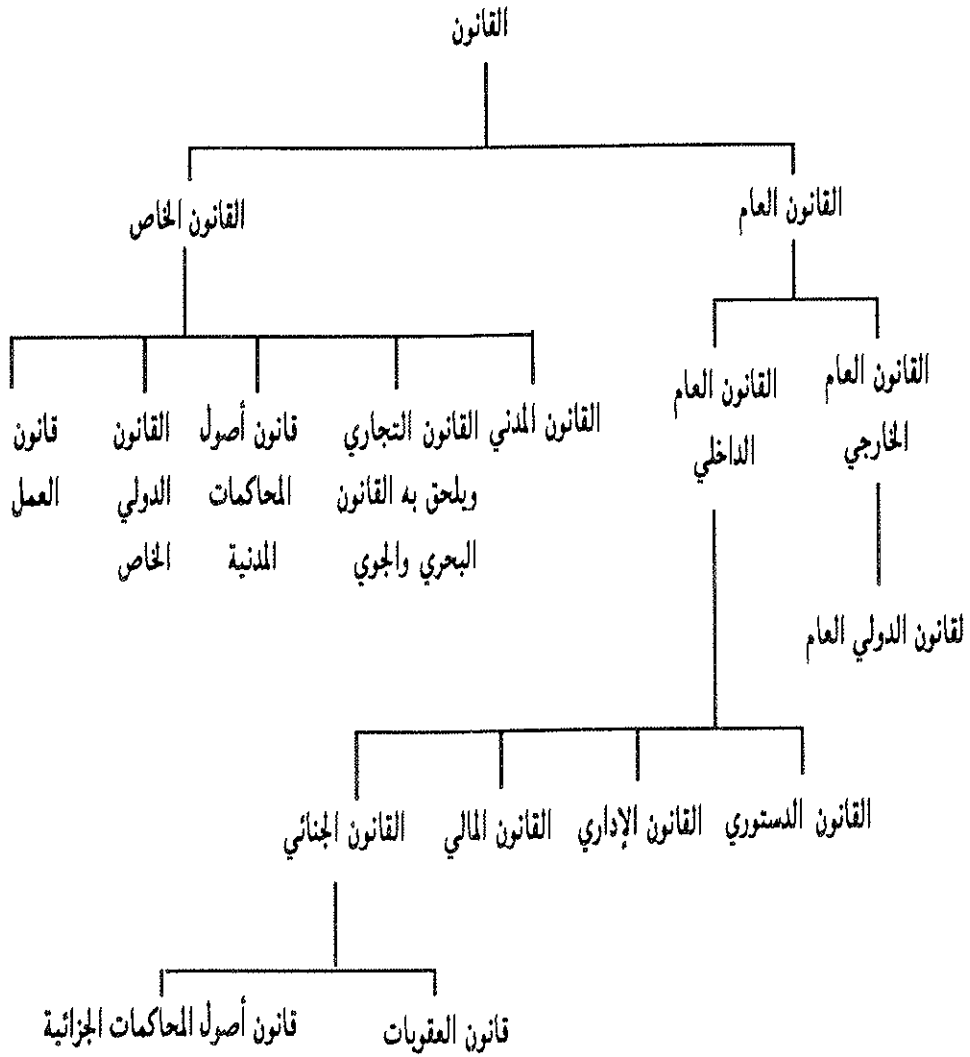 القانون
القانون العام
القانون الخاص
القانون العام
الخارجي
القانون العام
الداخلي
القانون المدني
القانون التجاري
ويلحق به القانون
البحري والجوي
قانون أصول
المحاكمات
المدنية
القانون
الدولي
الخاص
قانون
العمل
لقانون الدولي العام
القانون الدستوري
القانون الإداري
القانون المالي
القانون الجنائي
قانون العقوبات
قانون أصول المحاكمات الجزائية